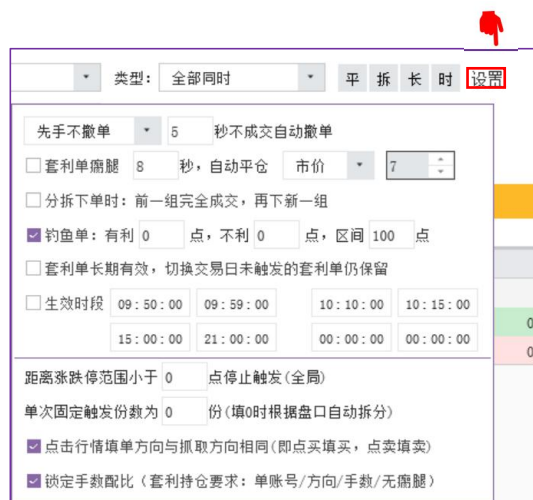 类型： 全部同时 平 拆 长 时 设置
先手不撤单 5 秒不成交自动撤单
套利单瘸腿 8 秒，自动平仓 市价 7
分拆下单时：前一组完全成交，再下新一组
钓鱼单：有利 0 点，不利 0 点，区间 100 点
套利单长期有效，切换交易日未触发的套利单仍保留
生效时段 09:50:00 09:59:00 10:10:00 10:15:00
15:00:00 21:00:00 00:00:00 00:00:00
距离涨跌停范围小于 0 点停止触发(全局)
单次固定触发份数为 0 份(填0时根据盘口自动拆分)
点击行情填单方向与抓取方向相同(即点买填买，点卖填卖)
锁定手数配比（套利持仓要求：单账号/方向/手数/无瘸腿）